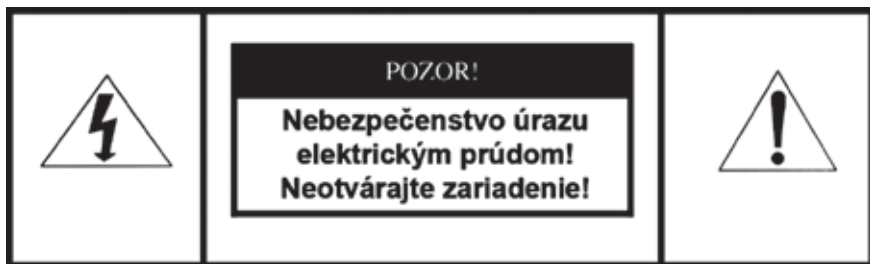 POZOR!
Nebezpečenstvo úrazu
elektrickým prúdom!
Neotvárajte zariadenie!